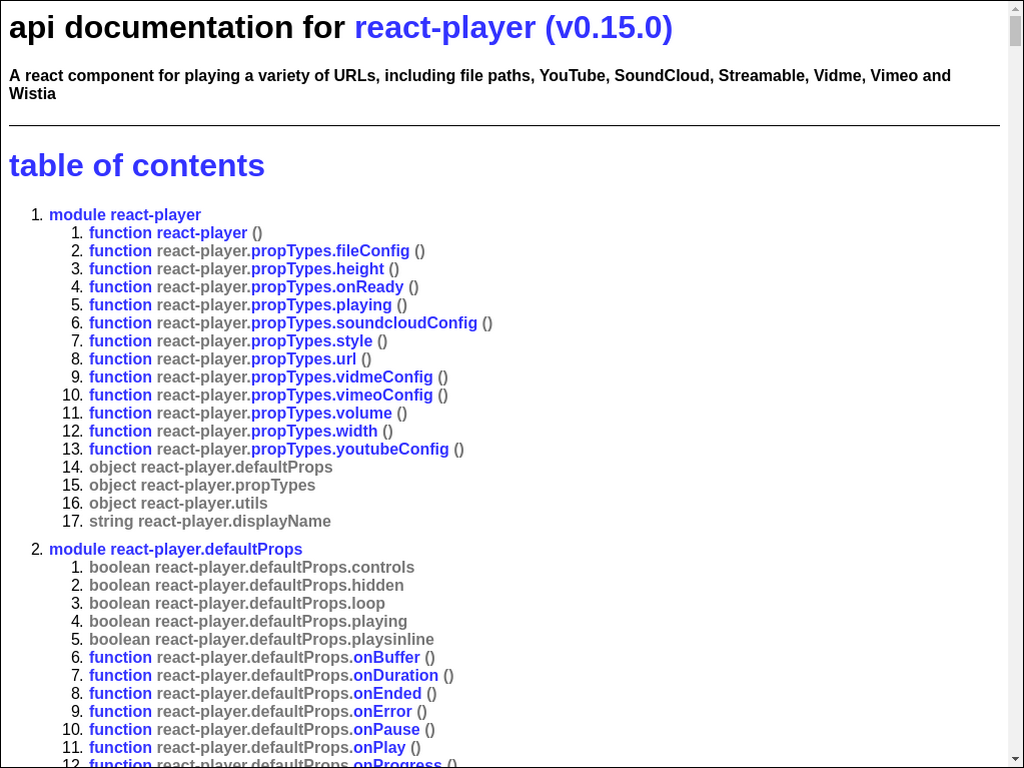 api documentation for react-player (v0.15.0)
A react component for playing a variety of URLs, including file paths, YouTube, SoundCloud, Streamable, Vidme, Vimeo and
Wistia
table of contents
1. module react-player
1. function react-player ()
2. function react-player.propTypes.fileConfig ()
3. function react-player.propTypes.height ()
4. function react-player.propTypes.onReady ()
5. function react-player.propTypes.playing ()
6. function react-player.propTypes.soundcloudConfig ()
7. function react-player.propTypes.style ()
8. function react-player.propTypes.url ()
9. function react-player.propTypes.vidmeConfig ()
10. function react-player.propTypes.vimeoConfig ()
11. function react-player.propTypes.volume ()
12. function react-player.propTypes.width ()
13. function react-player.propTypes.youtubeConfig ()
14. object react-player.defaultProps
15. object react-player.propTypes
16. object react-player.utils
17. string react-player.displayName
2. module react-player.defaultProps
1. boolean react-player.defaultProps.controls
2. boolean react-player.defaultProps.hidden
3. boolean react-player.defaultProps.loop
4. boolean react-player.defaultProps.playing
5. boolean react-player.defaultProps.playsinline
6. function react-player.defaultProps.onBuffer ()
7. function react-player.defaultProps.onDuration ()
8. function react-player.defaultProps.onEnded ()
9. function react-player.defaultProps.onError ()
10. function react-player.defaultProps.onPause ()
11. function react-player.defaultProps.onPlay ()
12. function react-player.defaultProps.onProgress ()